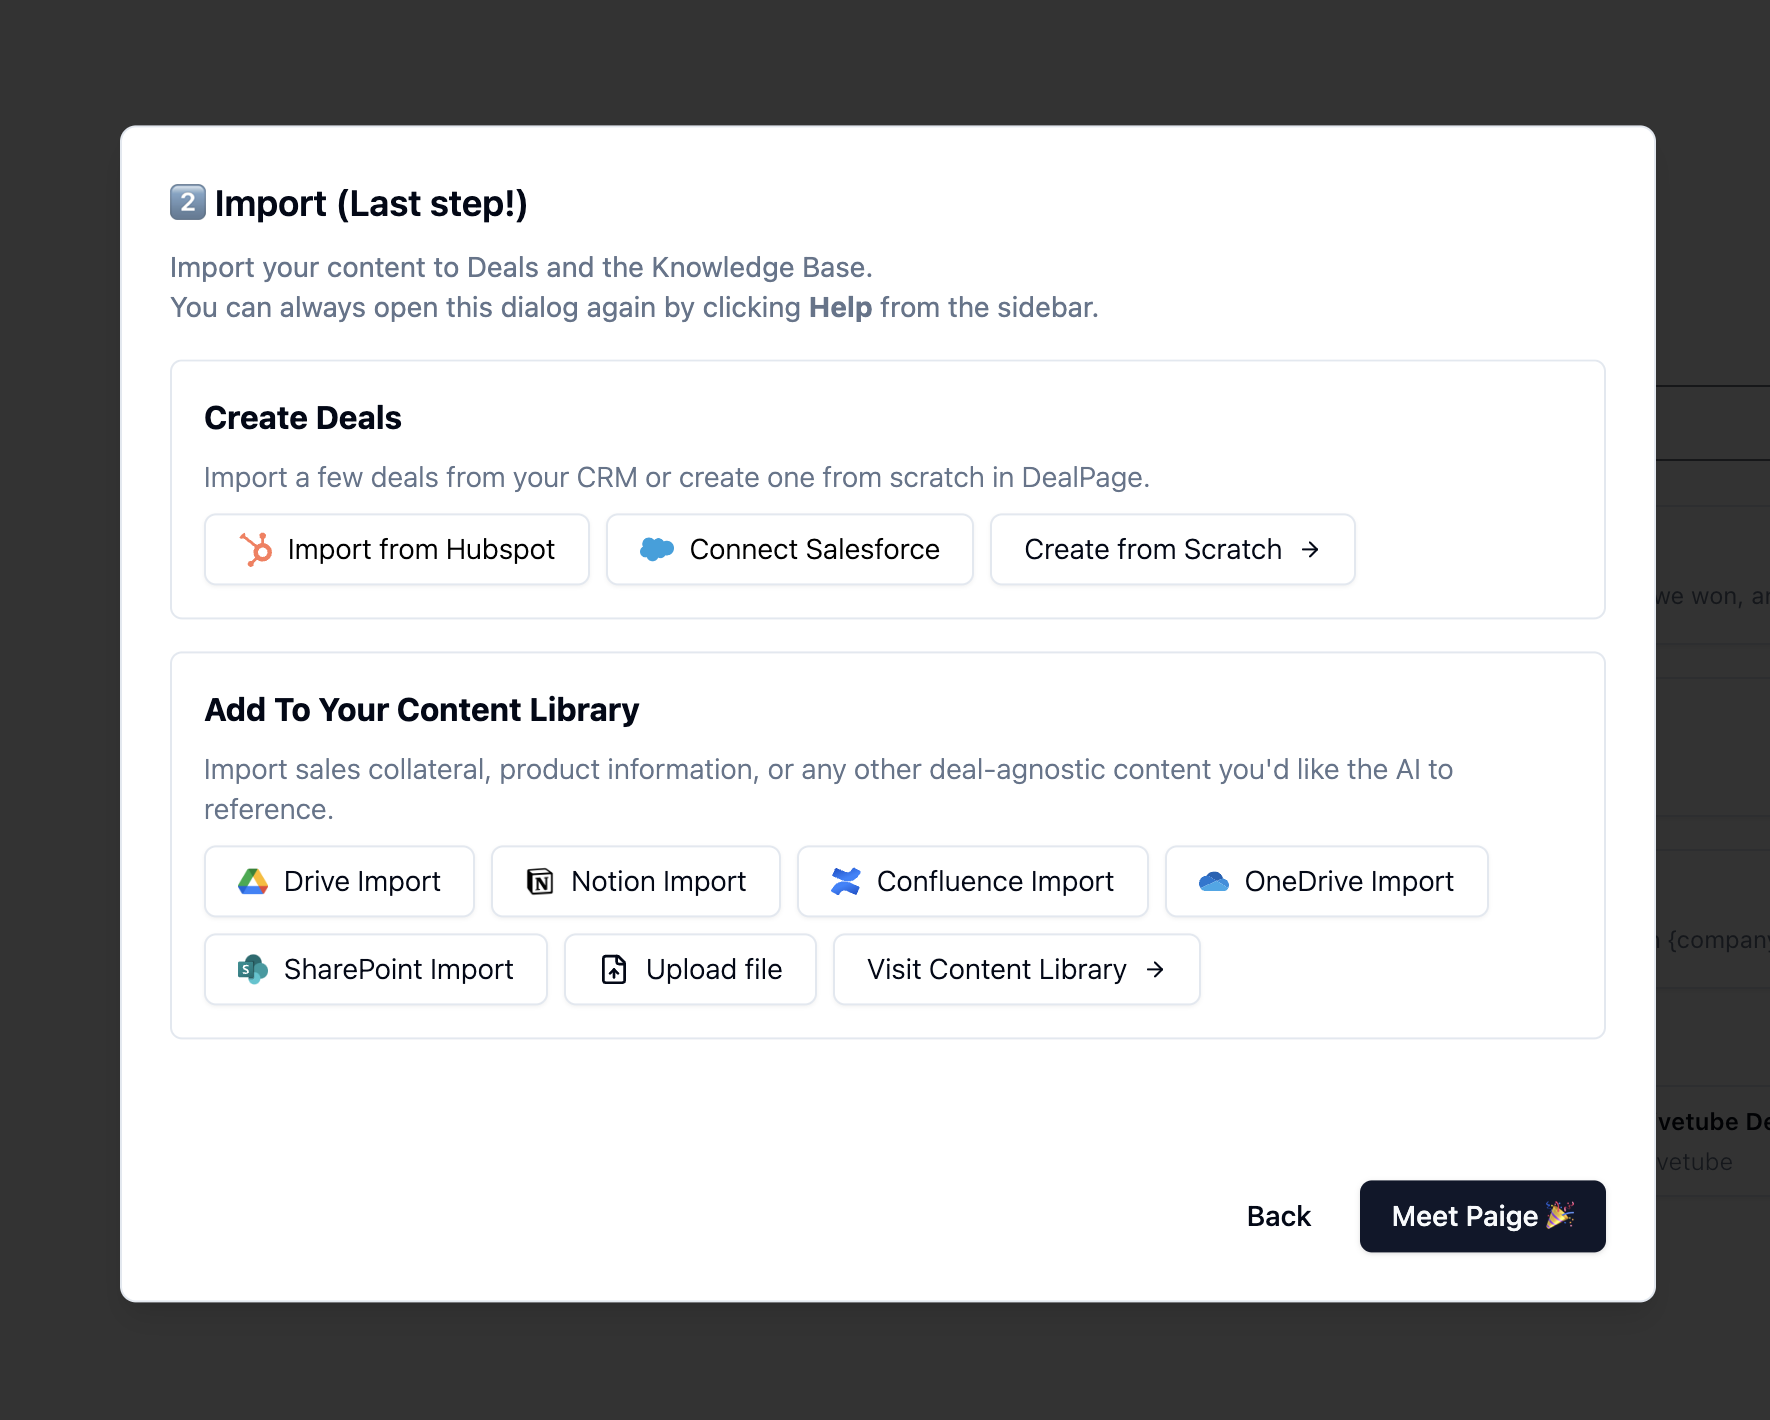 2 Import (Last step!)
Import your content to Deals and the Knowledge Base.
You can always open this dialog again by clicking Help from the sidebar.
Create Deals
Import a few deals from your CRM or create one from scratch in DealPage.
Import from Hubspot
Connect Salesforce
Create from Scratch →
we won, ar
Add To Your Content Library
Import sales collateral, product information, or any other deal-agnostic content you'd like the AI to
reference.
Drive Import
Notion Import
Confluence Import
OneDrive Import
{company
SharePoint Import
Upload file
Visit Content Library →
vetube De
vetube
Back
Meet Paige 🎉